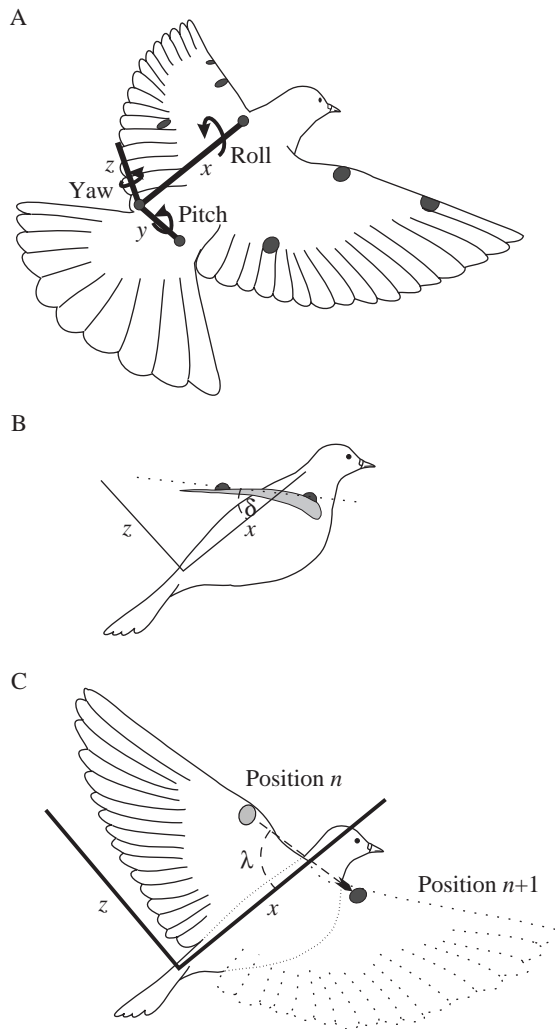 A
Roll
x
z
Yaw
Pitch
y
B
δ
z
x
C
Position n
λ
Position n+1
x
z